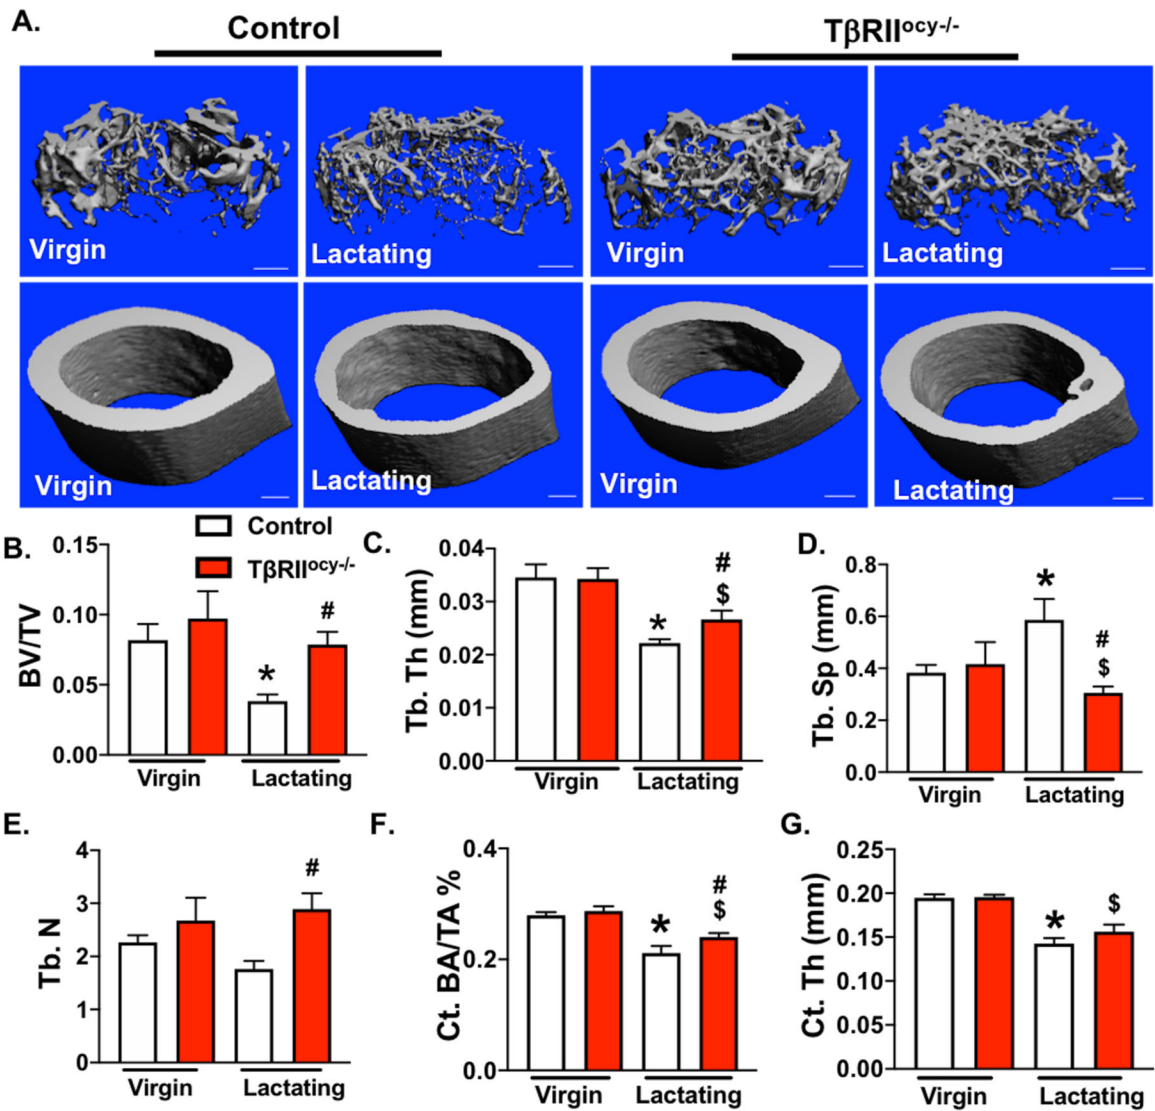 A.
Control
TβRIIocy-/-
Virgin
Lactating
Virgin
Lactating
Virgin
Lactating
Virgin
Lactating
B.
Control
TβRIIocy-/-
BV/TV
0.15
0.10
0.05
0.00
*
#
Virgin
Lactating
C.
Tb. Th (mm)
0.04
0.03
0.02
0.01
0.00
*
#
$
Virgin
Lactating
D.
Tb. Sp (mm)
0.8
0.6
0.4
0.2
0.0
*
#
$
Virgin
Lactating
E.
Tb. N
4
3
2
1
0
#
Virgin
Lactating
F.
Ct. BA/TA %
0.4
0.2
0.0
*
#
$
Virgin
Lactating
G.
Ct. Th (mm)
0.25
0.20
0.15
0.10
0.05
0.00
*
$
Virgin
Lactating